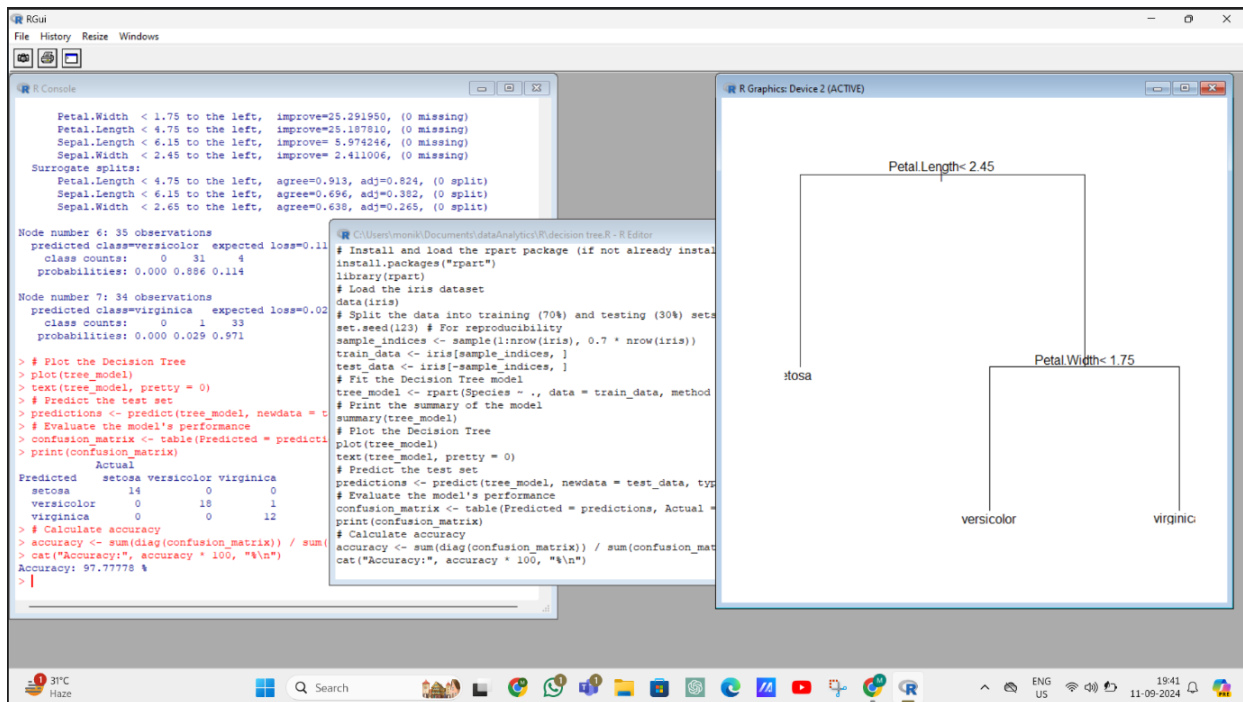 RGui
File History Resize Windows
R Console
Petal.Width < 1.75 to the left, improve=25.291950, (0 missing)
Petal.Length < 4.75 to the left, improve=25.187810, (0 missing)
Sepal.Length < 6.15 to the left, improve= 5.974246, (0 missing)
Sepal.Width < 2.45 to the left, improve= 2.411006, (0 missing)
Surrogate splits:
Petal.Length < 4.75 to the left, agree=0.913, adj=0.824, (0 split)
Sepal.Length < 6.15 to the left, agree=0.696, adj=0.382, (0 split)
Sepal.Width < 2.65 to the left, agree=0.638, adj=0.265, (0 split)
Node number 6: 35 observations
predicted class=versicolor expected loss=0.11
class counts: 0 31 4
probabilities: 0.000 0.886 0.114
Node number 7: 34 observations
predicted class=virginica expected loss=0.02
class counts: 0 1 33
probabilities: 0.000 0.029 0.971
> # Plot the Decision Tree
> plot(tree_model)
> text(tree_model, pretty = 0)
> # Predict the test set
> predictions <- predict(tree_model, newdata = t
> # Evaluate the model's performance
> confusion_matrix <- table(Predicted = predicti
> print(confusion_matrix)
Actual
Predicted setosa versicolor virginica
setosa 14 0 0
versicolor 0 18 1
virginica 0 0 12
> # Calculate accuracy
> accuracy <- sum(diag(confusion_matrix)) / sum(
> cat("Accuracy:", accuracy * 100, "%\n")
Accuracy: 97.77778 %
>
C:\Users\monik\Documents\dataAnalytics\R\decision tree.R - R Editor
# Install and load the rpart package (if not already instal
install.packages("rpart")
library(rpart)
# Load the iris dataset
data(iris)
# Split the data into training (70%) and testing (30%) sets
set.seed(123) # For reproducibility
sample_indices <- sample(1:nrow(iris), 0.7 * nrow(iris))
train_data <- iris[sample_indices, ]
test_data <- iris[-sample_indices, ]
# Fit the Decision Tree model
tree_model <- rpart(Species ~ ., data = train_data, method
# Print the summary of the model
summary(tree_model)
# Plot the Decision Tree
plot(tree_model)
text(tree_model, pretty = 0)
# Predict the test set
predictions <- predict(tree_model, newdata = test_data, typ
# Evaluate the model's performance
confusion_matrix <- table(Predicted = predictions, Actual =
print(confusion_matrix)
# Calculate accuracy
accuracy <- sum(diag(confusion_matrix)) / sum(confusion_mat
cat("Accuracy:", accuracy * 100, "%\n")
R Graphics: Device 2 (ACTIVE)
Petal.Length< 2.45
etosa
Petal.Width< 1.75
versicolor
virginica
1
31°C
Haze
Search
ENG
US
19:41
11-09-2024